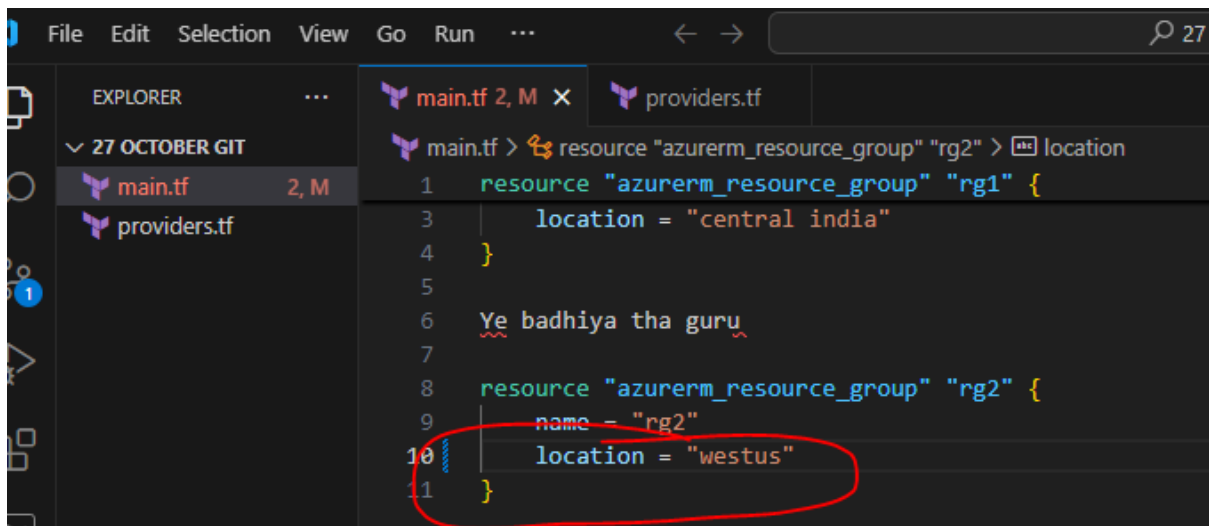 File Edit Selection View Go Run ... 27
EXPLORER ...
main.tf 2, M
providers.tf
27 OCTOBER GIT
main.tf > resource "azurerm_resource_group" "rg2" > abc location
main.tf 2, M
1 resource "azurerm_resource_group" "rg1" {
providers.tf
3 location = "central india"
4 }
1
5
6 Ye badhiya tha guru
7
8 resource "azurerm_resource_group" "rg2" {
9 name = "rg2"
10 location = "westus"
11 }